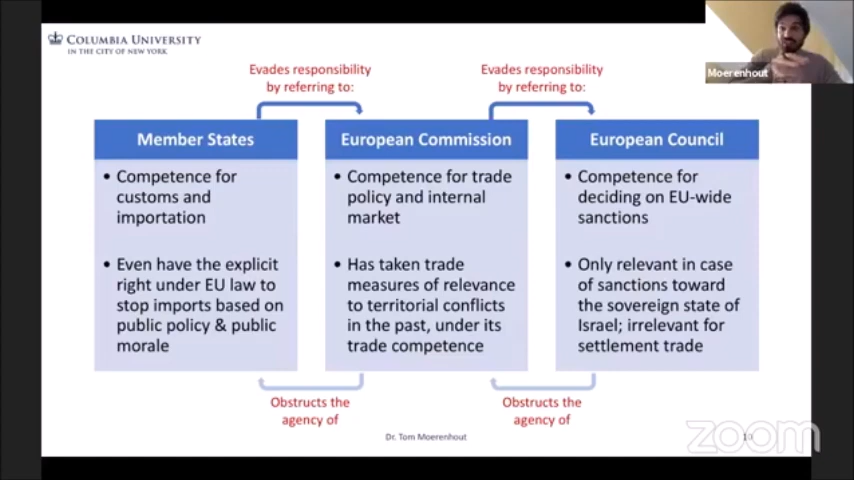 COLUMBIA UNIVERSITY
IN THE CITY OF NEW YORK
Moerenhout
Evades responsibility
by referring to:
Evades responsibility
by referring to:
Member States
• Competence for
customs and
importation
• Even have the explicit
right under EU law to
stop imports based on
public policy & public
morale
European Commission
• Competence for trade
policy and internal
market
• Has taken trade
measures of relevance
to territorial conflicts
in the past, under its
trade competence
European Council
• Competence for
deciding on EU-wide
sanctions
• Only relevant in case
of sanctions toward
the sovereign state of
Israel; irrelevant for
settlement trade
Obstructs the
agency of
Obstructs the
agency of
Dr. Tom Moerenhout
10
zoom